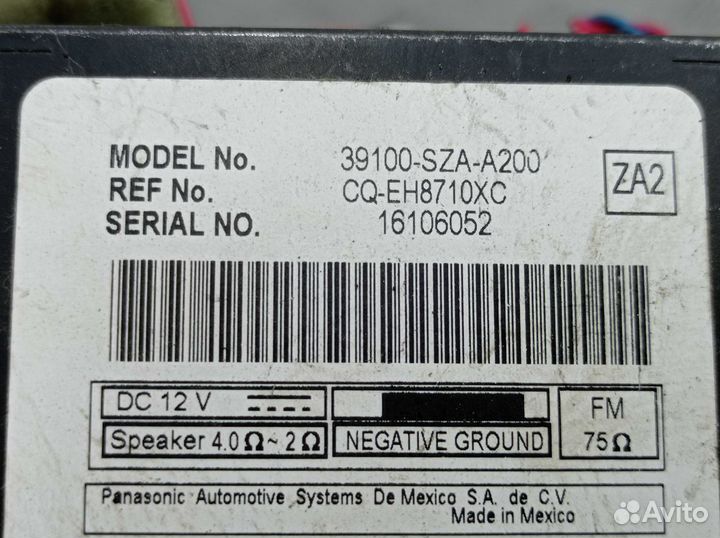 MODEL No. 39100-SZA-A200
REF No. CQ-EH8710XC
SERIAL NO. 16106052
ZA2
DC 12 V
FM
Speaker 4.0 Ω ~ 2 Ω
NEGATIVE GROUND
75 Ω
Panasonic Automotive Systems De Mexico S.A. de C.V.
Made in Mexico
Avito